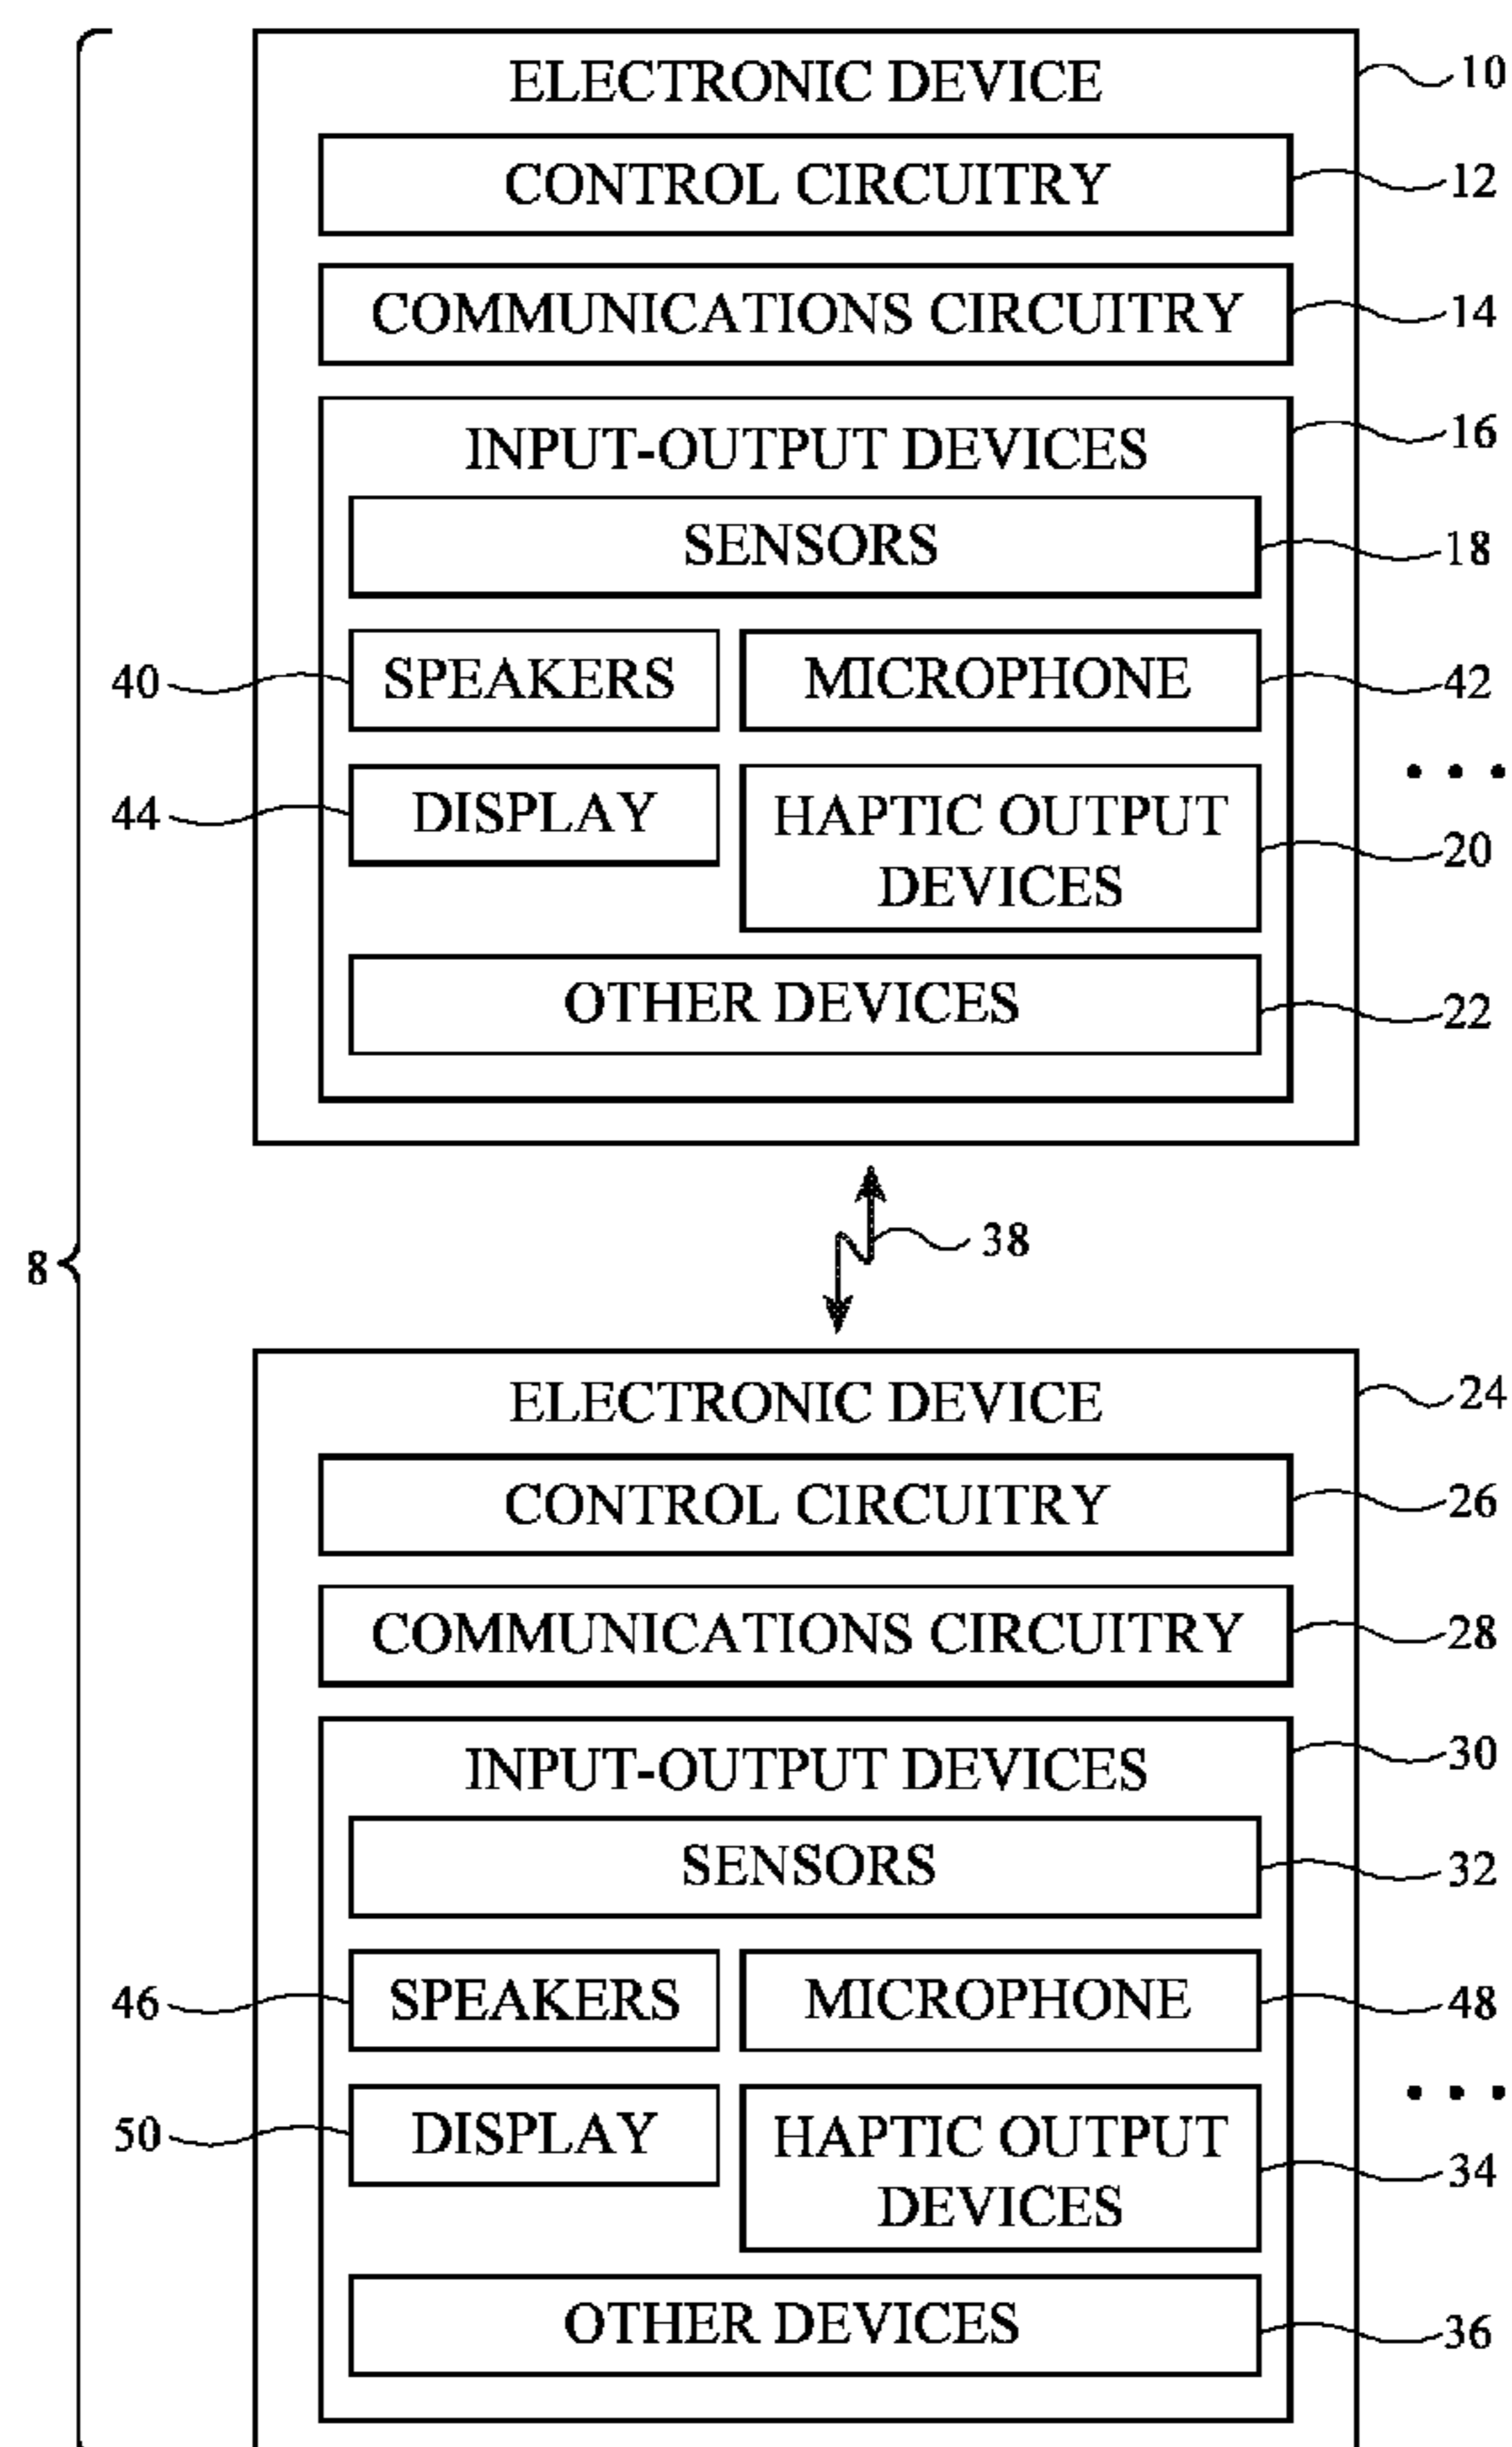 ELECTRONIC DEVICE
10
CONTROL CIRCUITRY
12
COMMUNICATIONS CIRCUITRY
14
INPUT-OUTPUT DEVICES
16
SENSORS
18
40
SPEAKERS
MICROPHONE
42
44
DISPLAY
HAPTIC OUTPUT
DEVICES
20
OTHER DEVICES
22
38
8
ELECTRONIC DEVICE
24
CONTROL CIRCUITRY
26
COMMUNICATIONS CIRCUITRY
28
INPUT-OUTPUT DEVICES
30
SENSORS
32
46
SPEAKERS
MICROPHONE
48
50
DISPLAY
HAPTIC OUTPUT
DEVICES
34
OTHER DEVICES
36